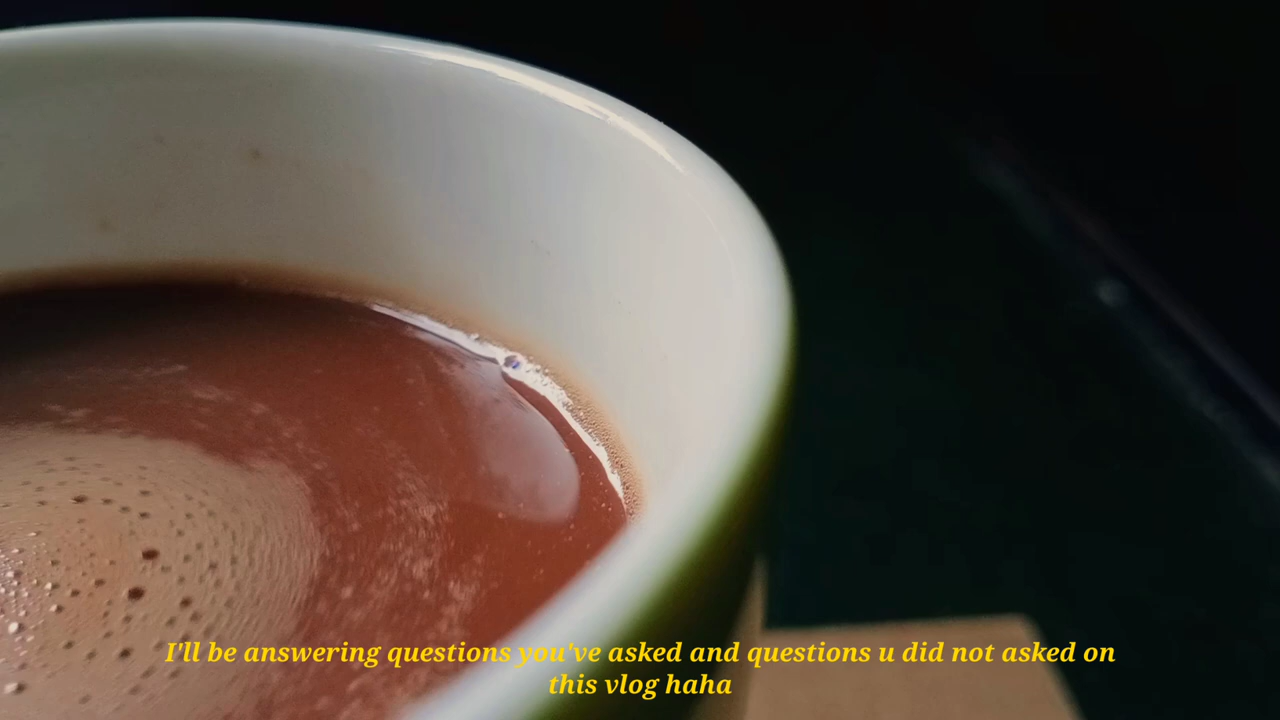 I'll be answering questions you've asked and questions u did not asked on
this vlog haha